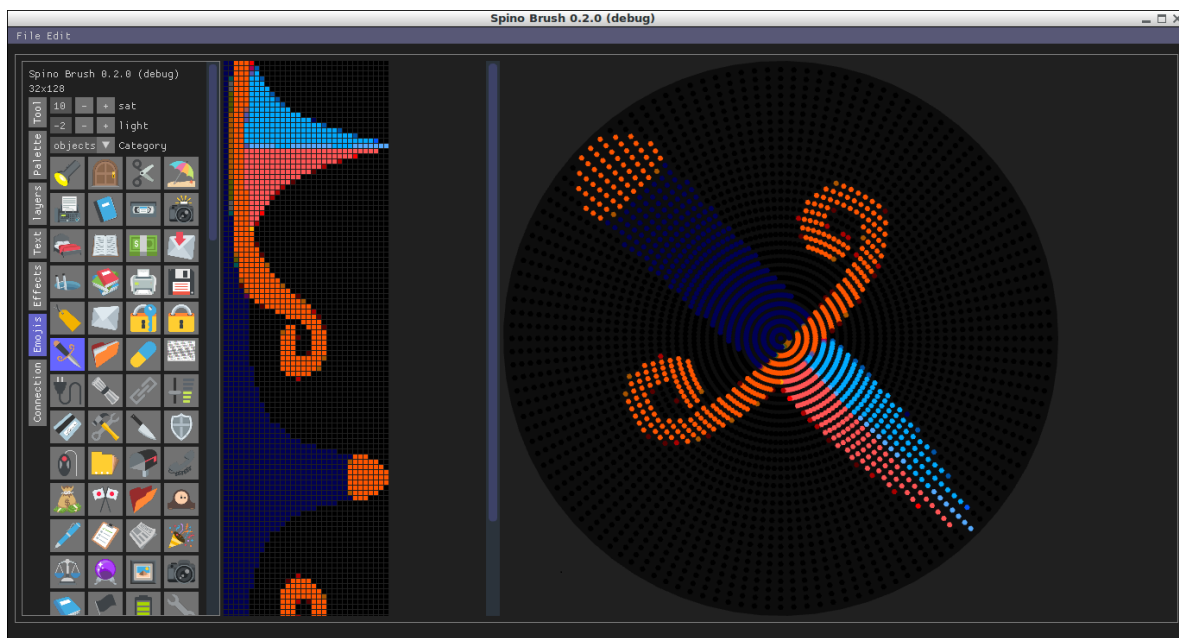 Spino Brush 0.2.0 (debug)
File Edit
Spino Brush 0.2.0 (debug)
32x128
10 - + sat
-2 - + light
objects Category
Tool
Palette
layers
Text
Effects
Emojis
Connection